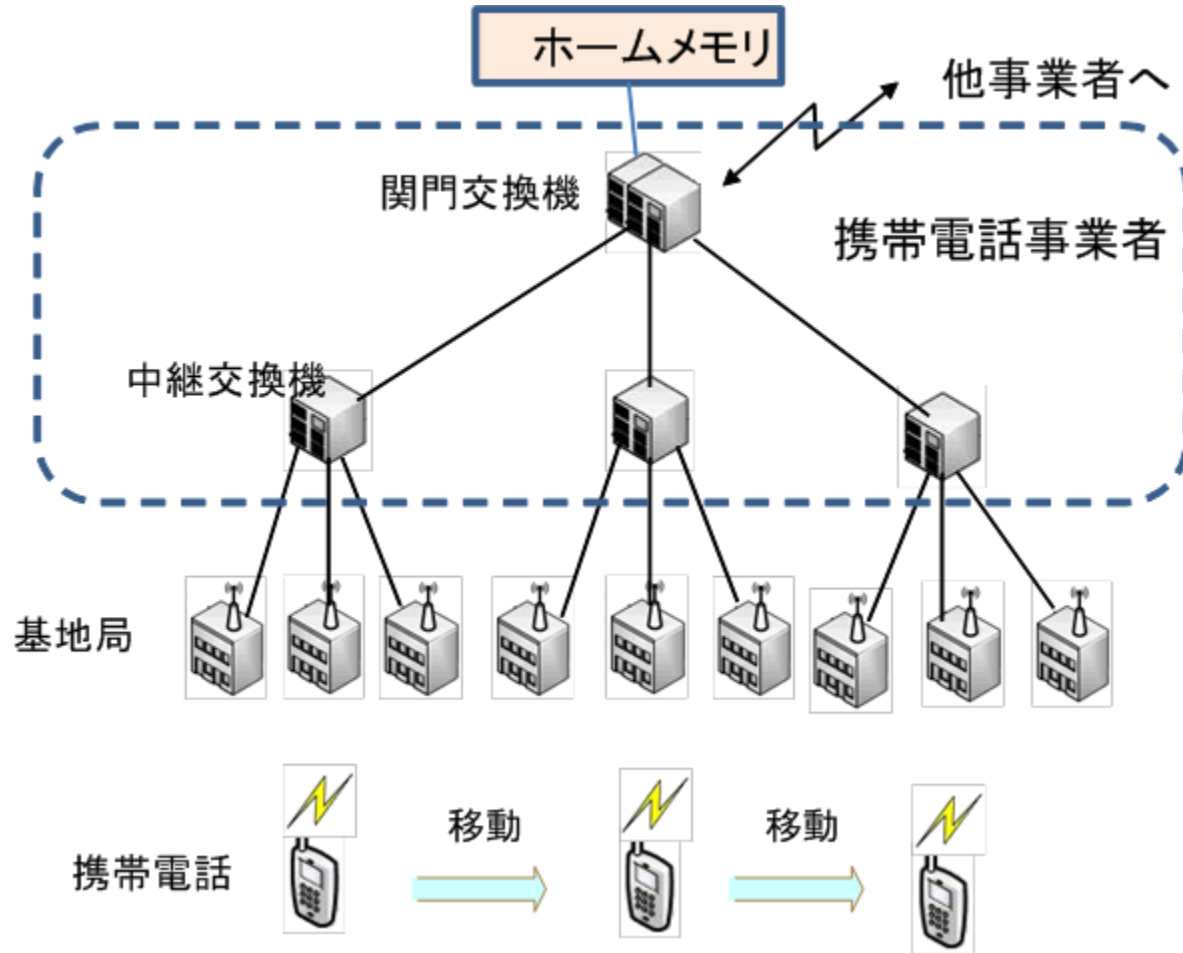 ホームメモリ
他事業者へ
関門交換機
携帯電話事業者
中継交換機
基地局
移動
移動
携帯電話